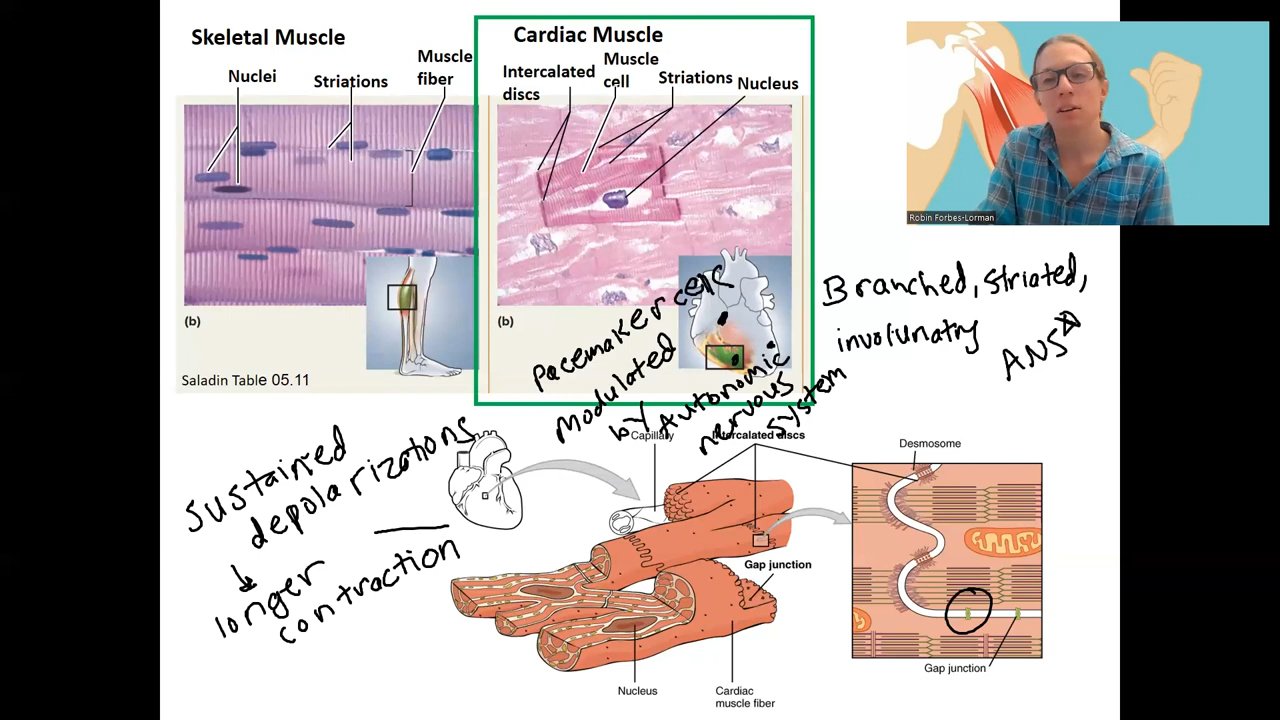 Skeletal Muscle
Nuclei
Striations
Muscle
fiber
(b)
Saladin Table 05.11
Cardiac Muscle
Intercalated
discs
Muscle
cell
Striations
Nucleus
(b)
Robin Forbes-Lorman
Pacemaker cells
modulated
by Autonomic
nervous
system
Branched, striated,
involunatry
ANS
Sustained
depolarizations
longer
contraction
Capillary
Intercalated discs
Gap junction
Nucleus
Cardiac
muscle fiber
Desmosome
Gap junction